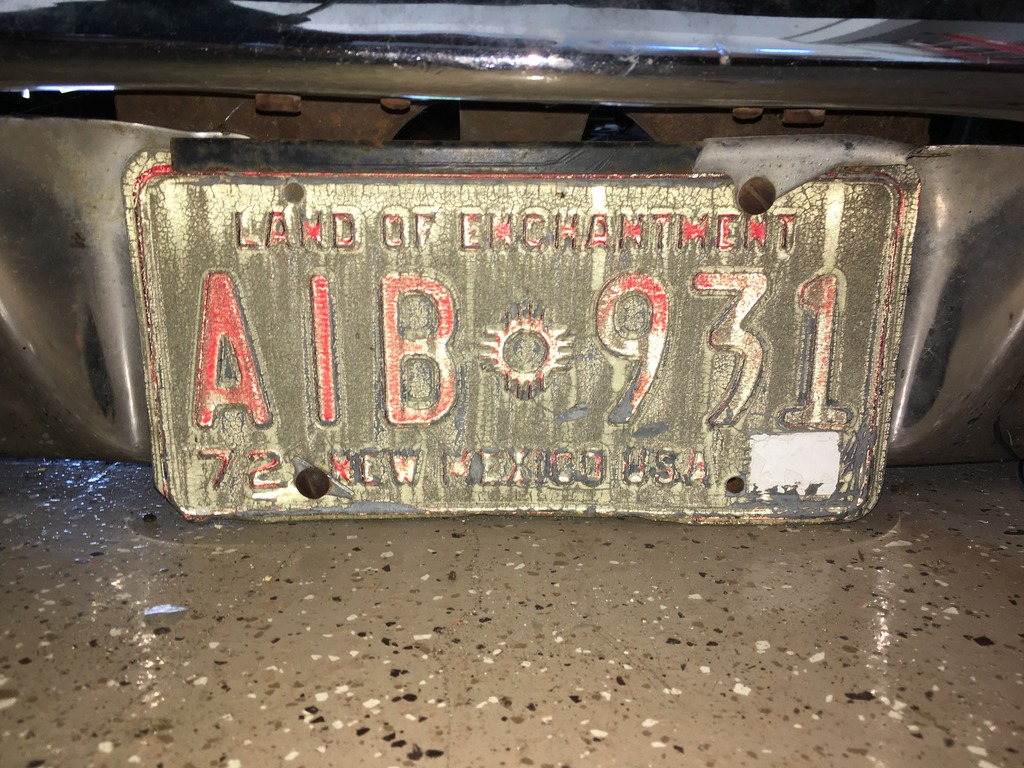 LAND OF ENCHANTMENT
AIB 931
72 NEW MEXICO USA